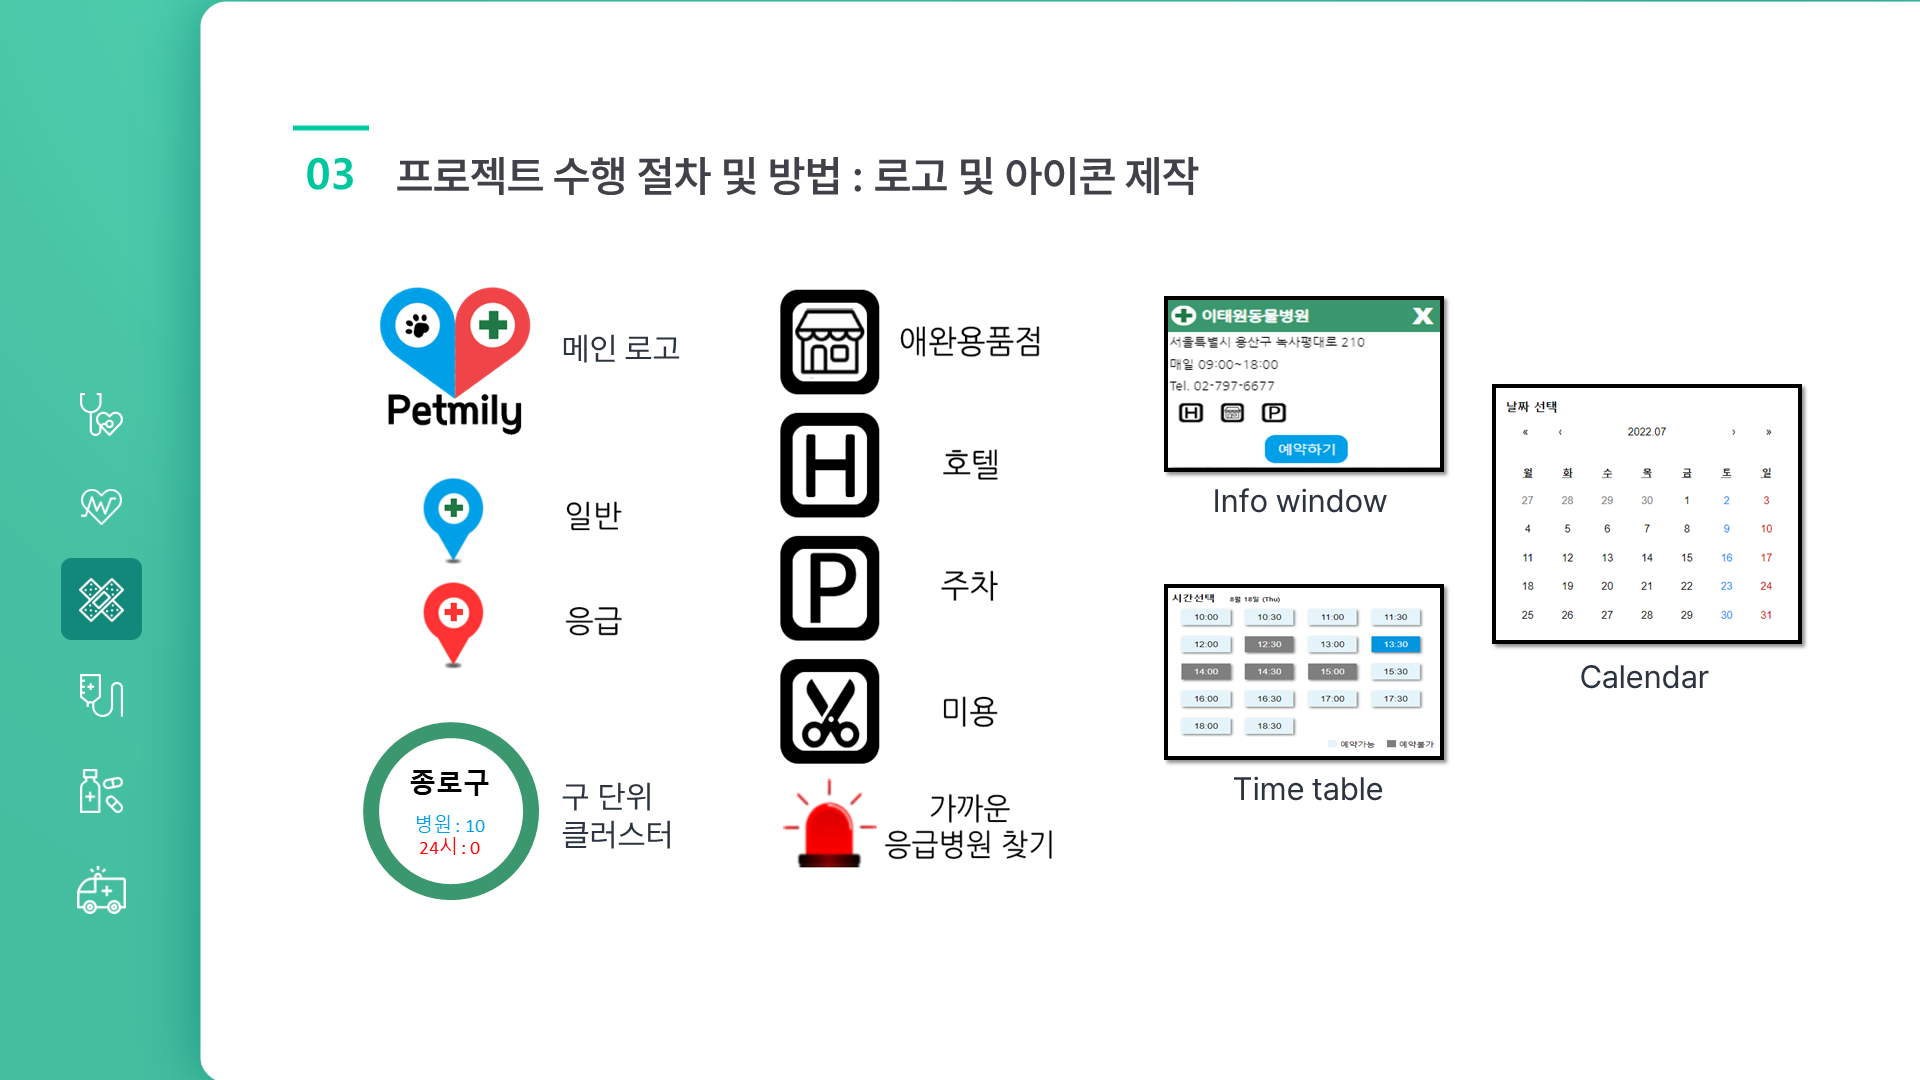 03 프로젝트 수행 절차 및 방법 : 로고 및 아이콘 제작
Petmily
메인 로고
일반
응급
종로구
병원 : 10
24시 : 0
구 단위
클러스터
애완용품점
H
호텔
P
주차
미용
가까운
응급병원 찾기
이태원동물병원 X
서울특별시 용산구 녹사평대로 210
매일 09:00~18:00
Tel. 02-797-6677
H P
예약하기
Info window
시간선택 8월 18일 (Thu)
10:00 10:30 11:00 11:30
12:00 12:30 13:00 13:30
14:00 14:30 15:00 15:30
16:00 16:30 17:00 17:30
18:00 18:30
예약가능 예약불가
Time table
날짜 선택
« ‹ 2022.07 › »
월 화 수 목 금 토 일
27 28 29 30 1 2 3
4 5 6 7 8 9 10
11 12 13 14 15 16 17
18 19 20 21 22 23 24
25 26 27 28 29 30 31
Calendar